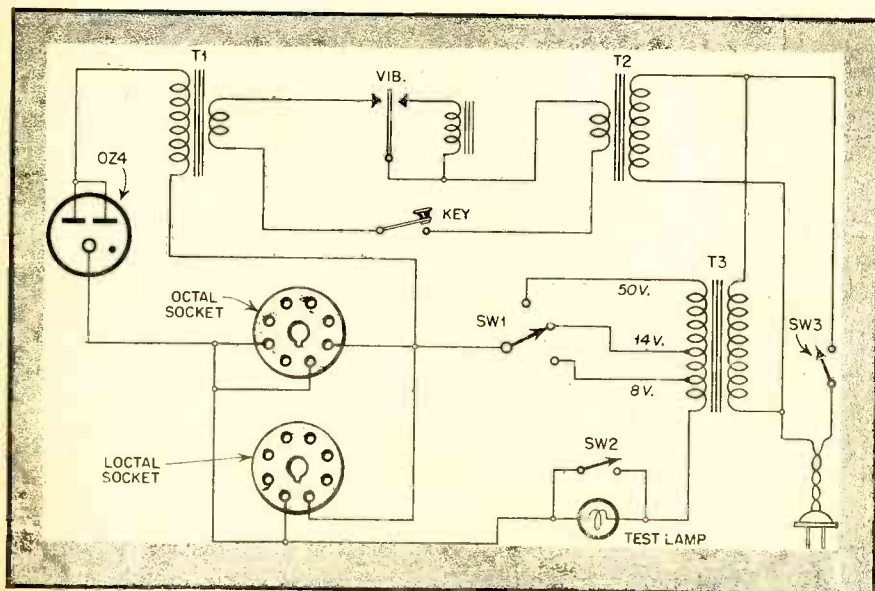 T1
VIB.
T2
OZ4
KEY
T3
OCTAL
SOCKET
50V.
SW1
14V.
SW3
8V.
LOCTAL
SOCKET
SW2
TEST LAMP